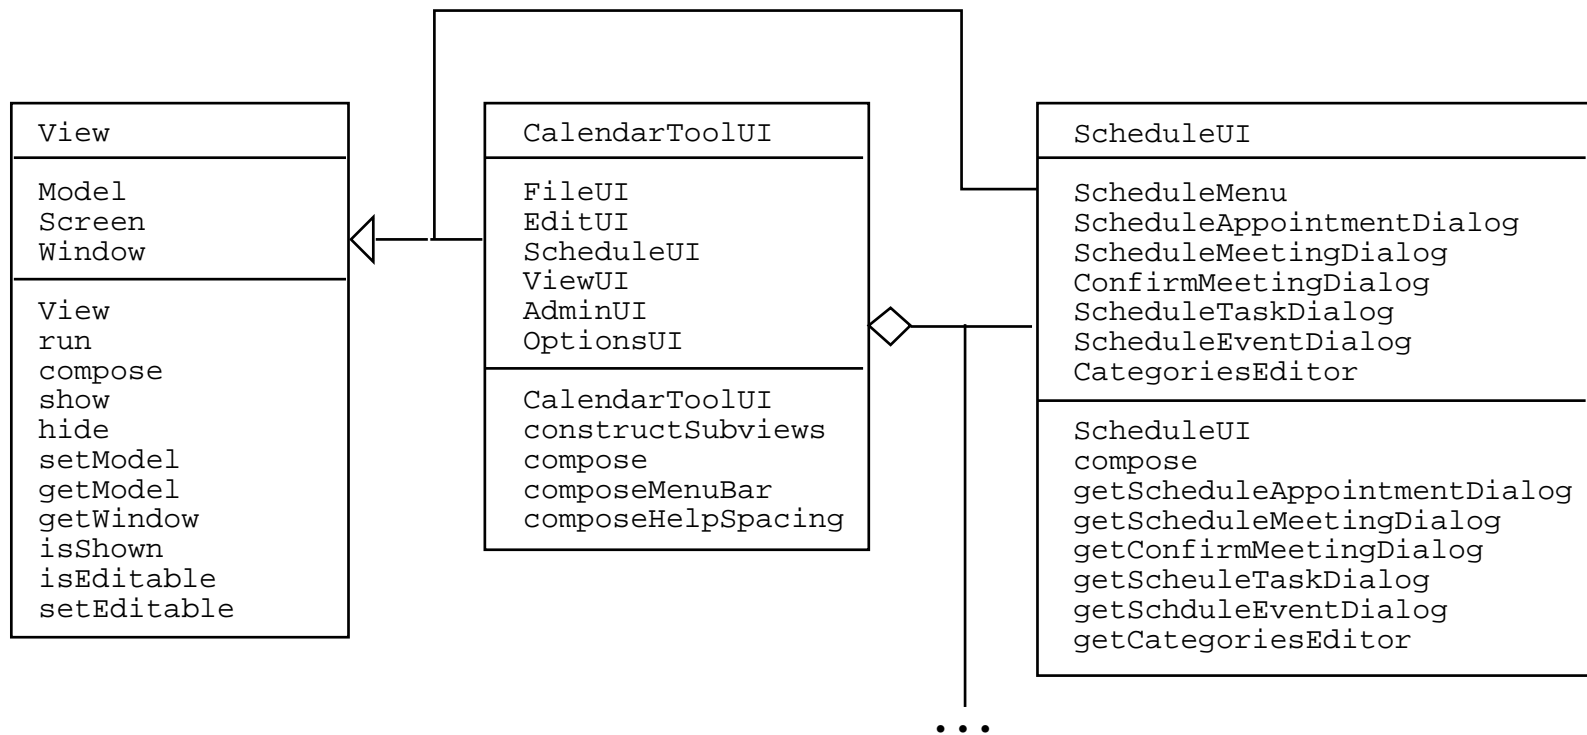 View
Model
Screen
Window
View
run
compose
show
hide
setModel
getModel
getWindow
isShown
isEditable
setEditable
CalendarToolUI
FileUI
EditUI
ScheduleUI
ViewUI
AdminUI
OptionsUI
CalendarToolUI
constructSubviews
compose
composeMenuBar
composeHelpSpacing
ScheduleUI
ScheduleMenu
ScheduleAppointmentDialog
ScheduleMeetingDialog
ConfirmMeetingDialog
ScheduleTaskDialog
ScheduleEventDialog
CategoriesEditor
ScheduleUI
compose
getScheduleAppointmentDialog
getScheduleMeetingDialog
getConfirmMeetingDialog
getScheuleTaskDialog
getSchduleEventDialog
getCategoriesEditor
...